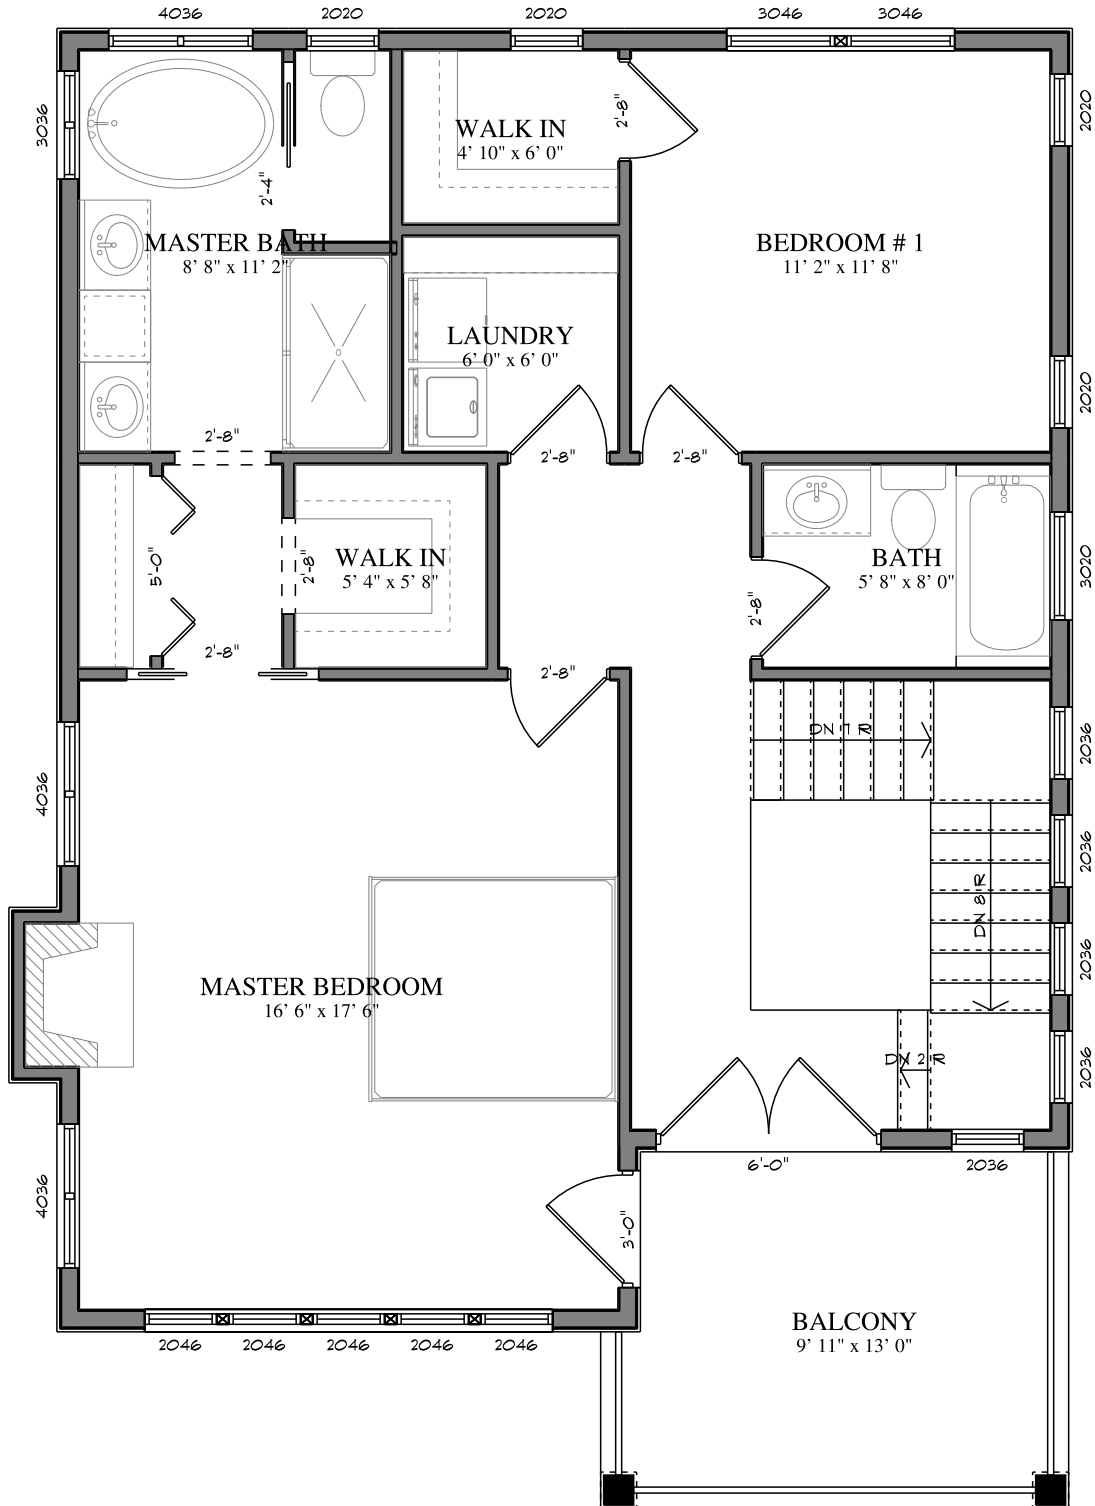 4036
2020
2020
3046
3046
3036
2'-8"
2020
WALK IN
4' 10" x 6' 0"
2'-4"
MASTER BATH
8' 8" x 11' 2"
BEDROOM # 1
11' 2" x 11' 8"
LAUNDRY
6' 0" x 6' 0"
2020
2'-8"
2'-8"
2'-8"
5'-0"
2'-8"
WALK IN
5' 4" x 5' 8"
BATH
5' 8" x 8' 0"
3020
2'-8"
2'-8"
2'-8"
DN 1 R
2036
4036
2036
DN 8 R
2036
MASTER BEDROOM
16' 6" x 17' 6"
DN 2 R
2036
6'-0"
2036
4036
3'-0"
BALCONY
9' 11" x 13' 0"
2046
2046
2046
2046
2046